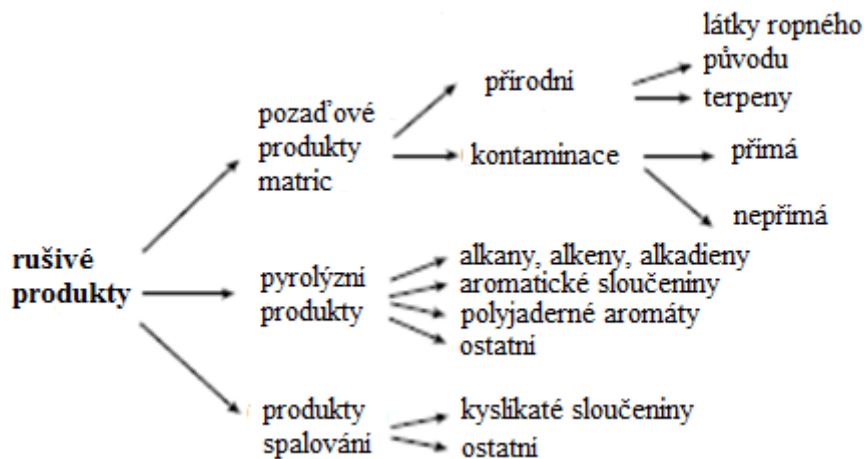 rušivé
produkty
pozaďové
produkty
matric
přírodní
látky ropného
původu
terpeny
kontaminace
přímá
nepřímá
pyrolýzní
produkty
alkany, alkeny, alkadieny
aromatické sloučeniny
polyjaderné aromáty
ostatní
produkty
spalování
kyslíkaté sloučeniny
ostatní